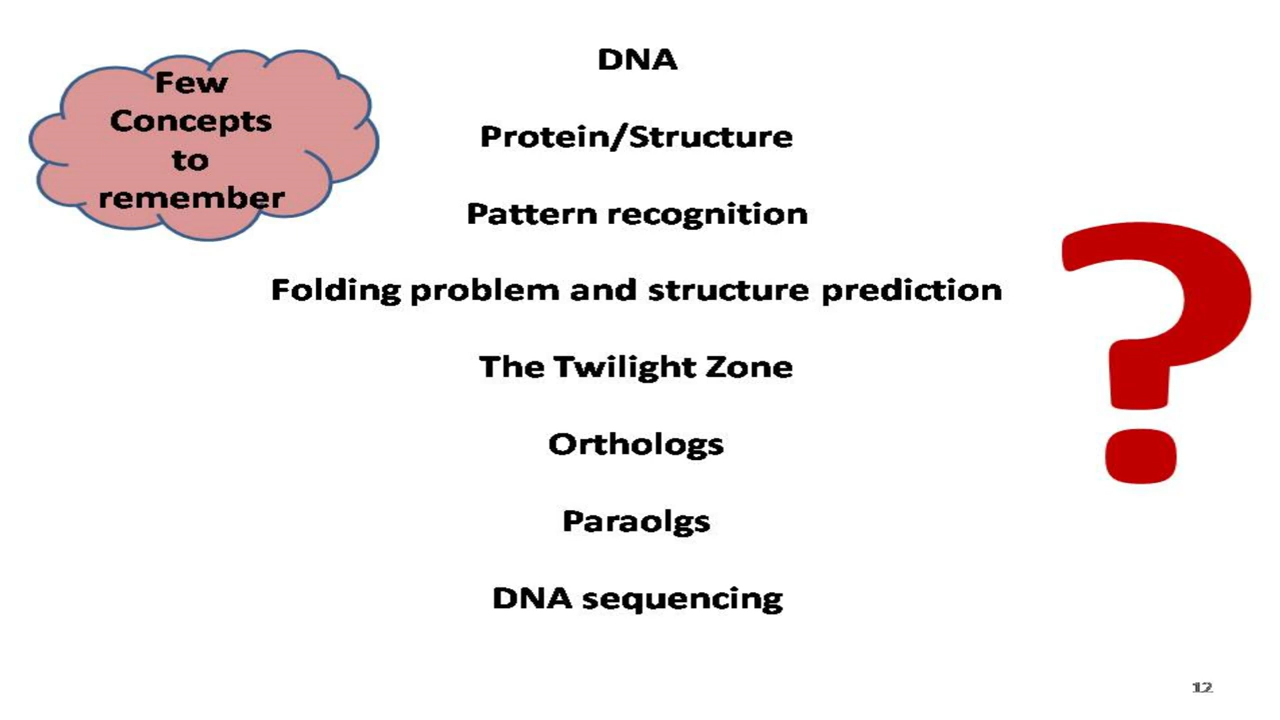 Few
Concepts
to
remember
DNA
Protein/Structure
Pattern recognition
Folding problem and structure prediction
The Twilight Zone
Orthologs
Paraolgs
DNA sequencing
?
12